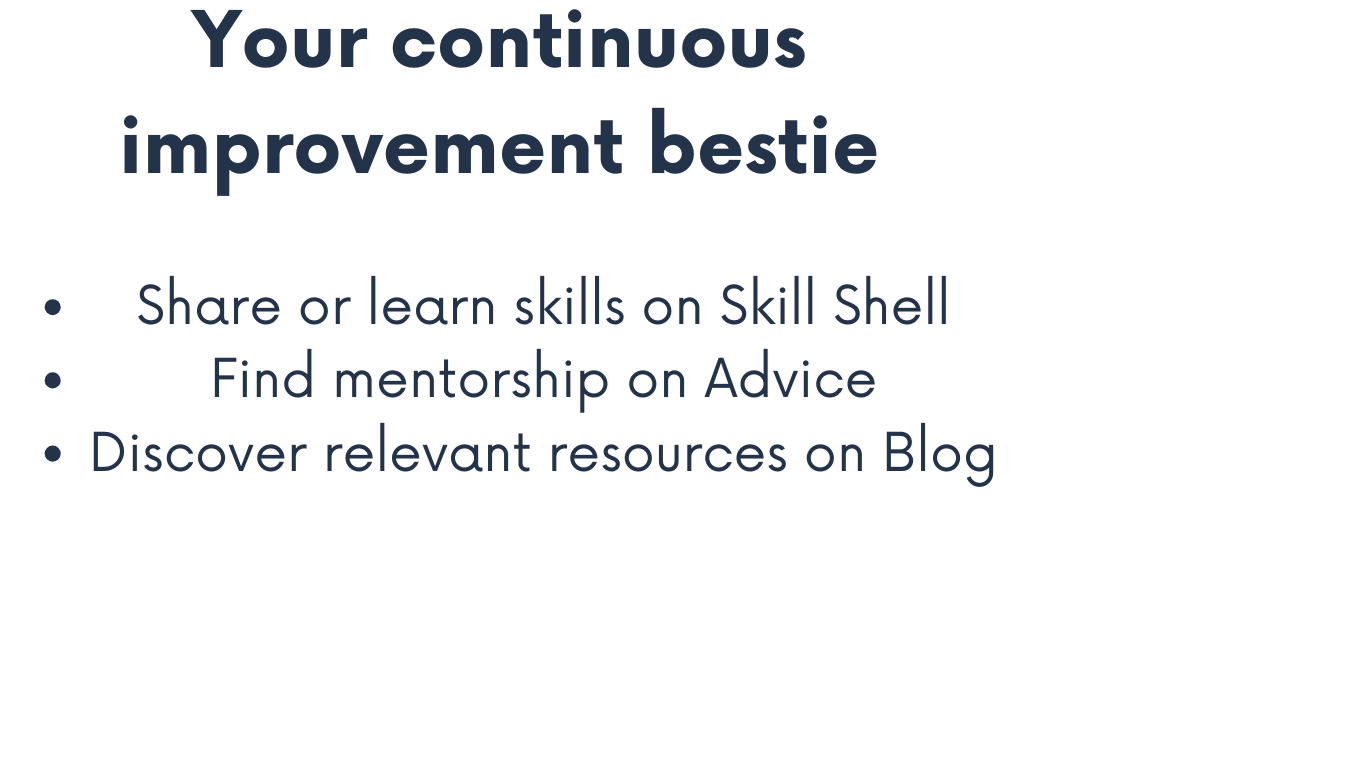 Your continuous
improvement bestie
• Share or learn skills on Skill Shell
• Find mentorship on Advice
• Discover relevant resources on Blog